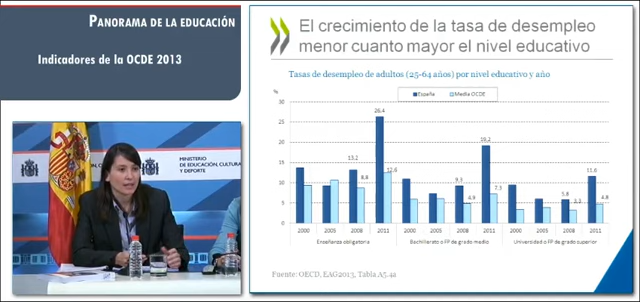 PANORAMA DE LA EDUCACIÓN
Indicadores de la OCDE 2013
MINISTERIO
DE EDUCACIÓN, CULTURA
Y DEPORTE
El crecimiento de la tasa de desempleo
menor cuanto mayor el nivel educativo
Tasas de desempleo de adultos (25-64 años) por nivel educativo y año
España Media OCDE
%
30
25
20
15
10
5
0
26,4
13,2
8,8
12,6
19,2
9,3
4,9
7,3
5,8
3,2
11,6
4,8
2000 2005 2008 2011 2000 2005 2008 2011 2000 2005 2008 2011
Enseñanza obligatoria Bachillerato o FP de grado medio Universidad o FP de grado superior
Fuente: OECD, EAG2013, Tabla A5.4a